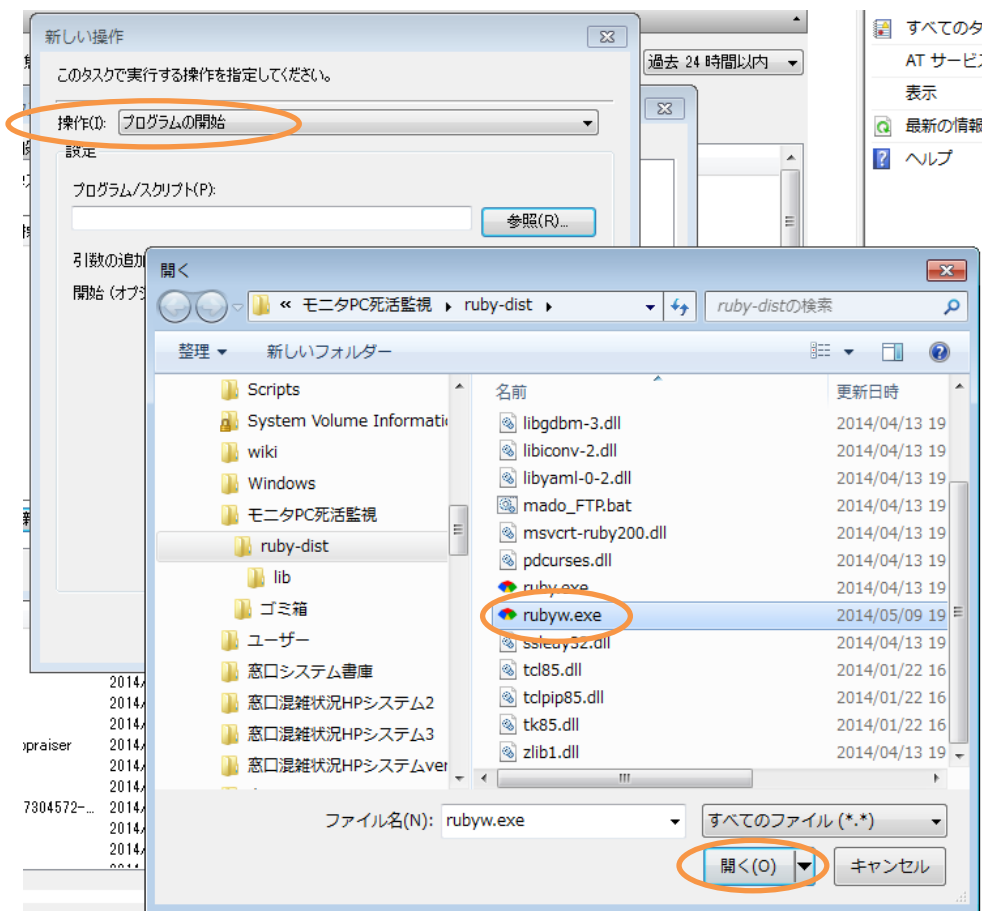 新しい操作
このタスクで実行する操作を指定してください。
操作(I): プログラムの開始
設定
プログラム/スクリプト(P):
参照(R)...
引数の追加
開始 (オプシ
過去 24 時間以内
すべてのタ
AT サービス
表示
最新の情報
ヘルプ
開く
« モニタPC死活監視 ruby-dist
ruby-distの検索
整理 新しいフォルダー
Scripts
System Volume Informatic
wiki
Windows
モニタPC死活監視
ruby-dist
lib
ゴミ箱
ユーザー
窓口システム書庫
窓口混雑状況HPシステム2
窓口混雑状況HPシステム3
窓口混雑状況HPシステムver
名前 更新日時
libgdbm-3.dll 2014/04/13 19
libiconv-2.dll 2014/04/13 19
libyaml-0-2.dll 2014/04/13 19
mado_FTP.bat 2014/04/13 19
msvcrt-ruby200.dll 2014/04/13 19
pdcurses.dll 2014/04/13 19
ruby.exe 2014/04/13 19
rubyw.exe 2014/05/09 19
ssleay32.dll 2014/04/13 19
tcl85.dll 2014/01/22 16
tclpip85.dll 2014/01/22 16
tk85.dll 2014/01/22 16
zlib1.dll 2014/04/13 19
ファイル名(N): rubyw.exe
すべてのファイル (*.*)
開く(O) キャンセル
2014/
2014/
2014/
ppraiser 2014/
2014/
2014/
7304572-... 2014/
2014/
2014/